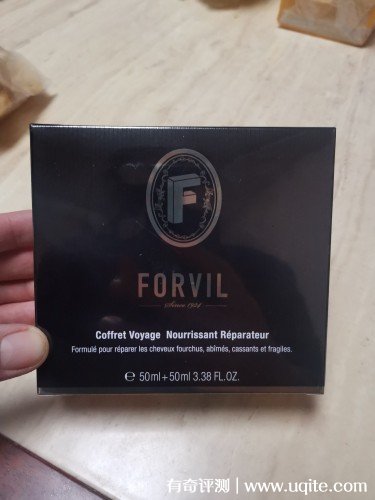 F
FORVIL
Since 1924
Coffret Voyage Nourrissant Réparateur
Formulé pour réparer les cheveux fourchus, abîmés, cassants et fragiles.
℮ 50ml + 50ml 3.38 FL.OZ.
有奇评测 | www.uqite.com